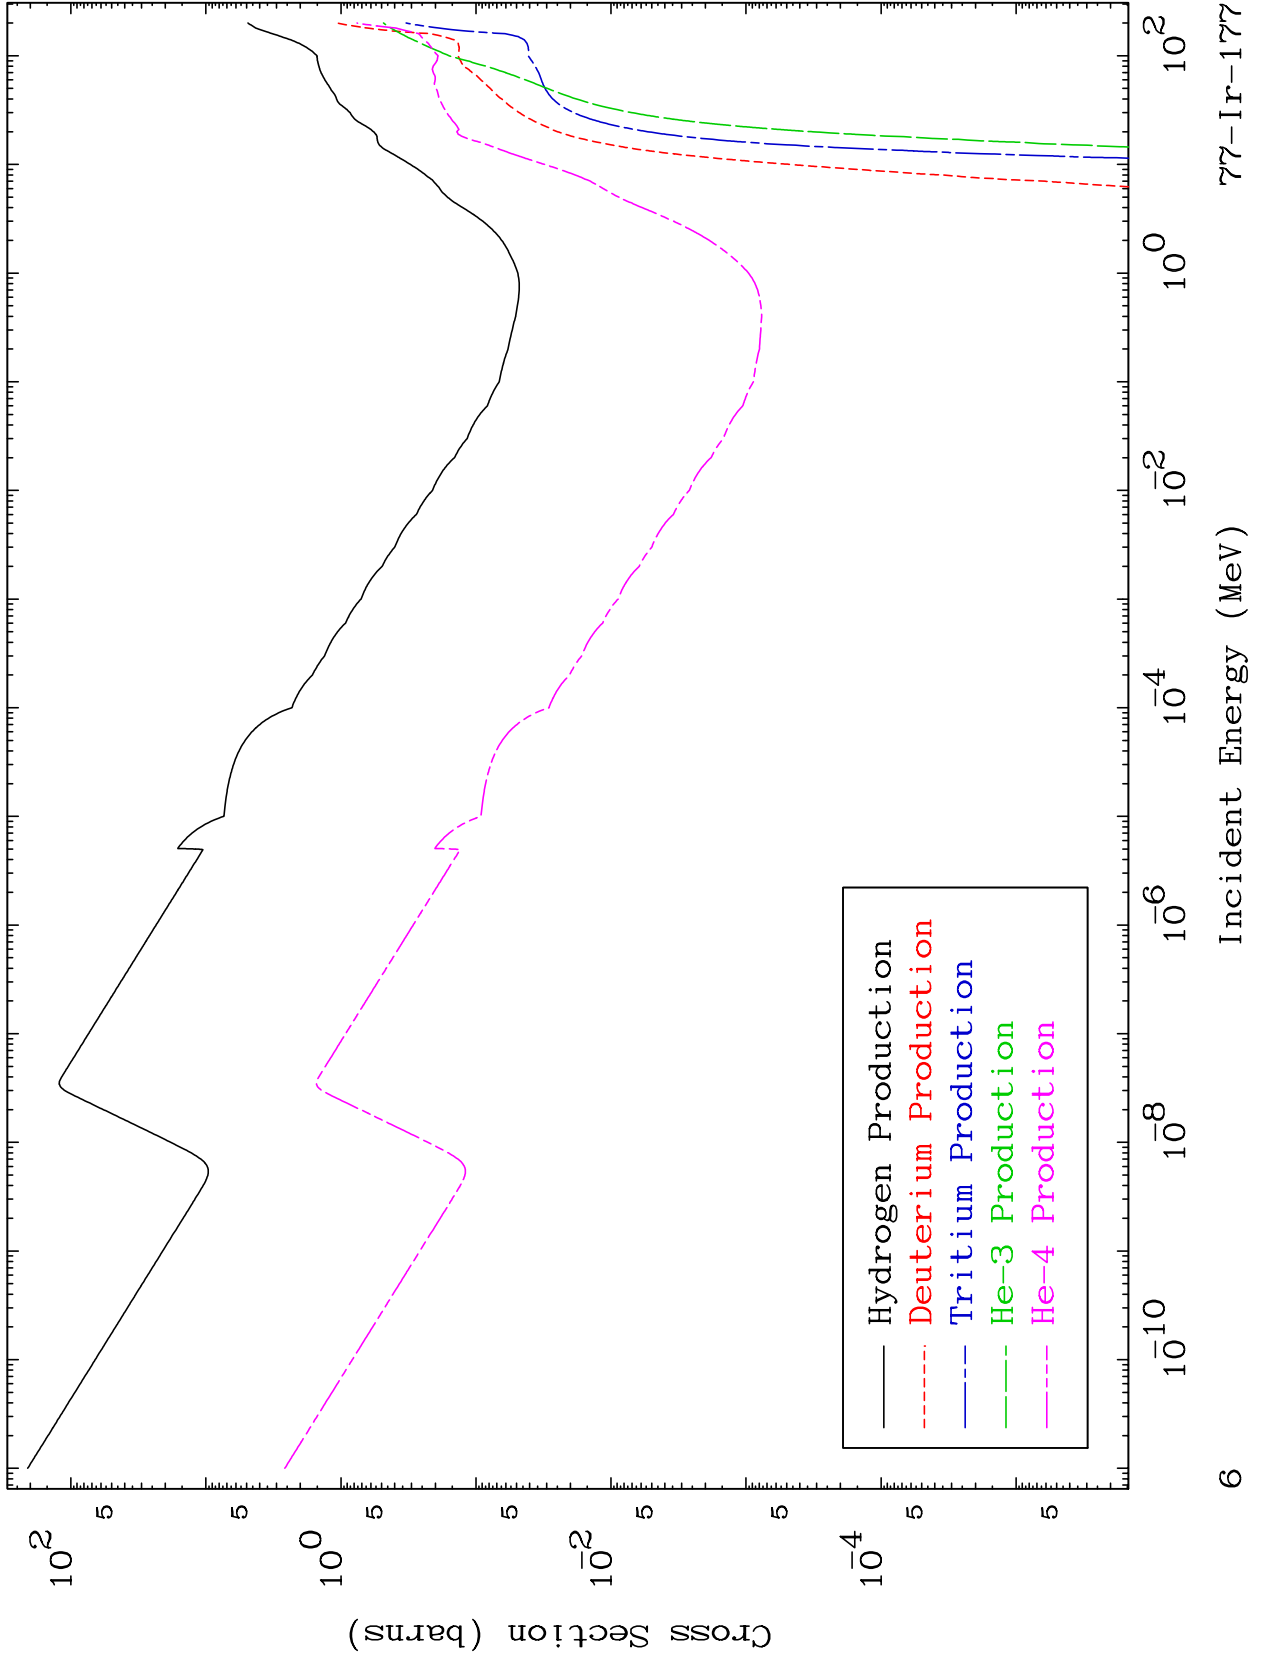 Cross Section (barns)
10^2
5
5
10^0
5
5
10^-2
5
5
10^-4
5
5
Hydrogen Production
Deuterium Production
Tritium Production
He-3 Production
He-4 Production
10^-10
10^-8
10^-6
10^-4
10^-2
10^0
10^2
Incident Energy (MeV)
6
77-Ir-177